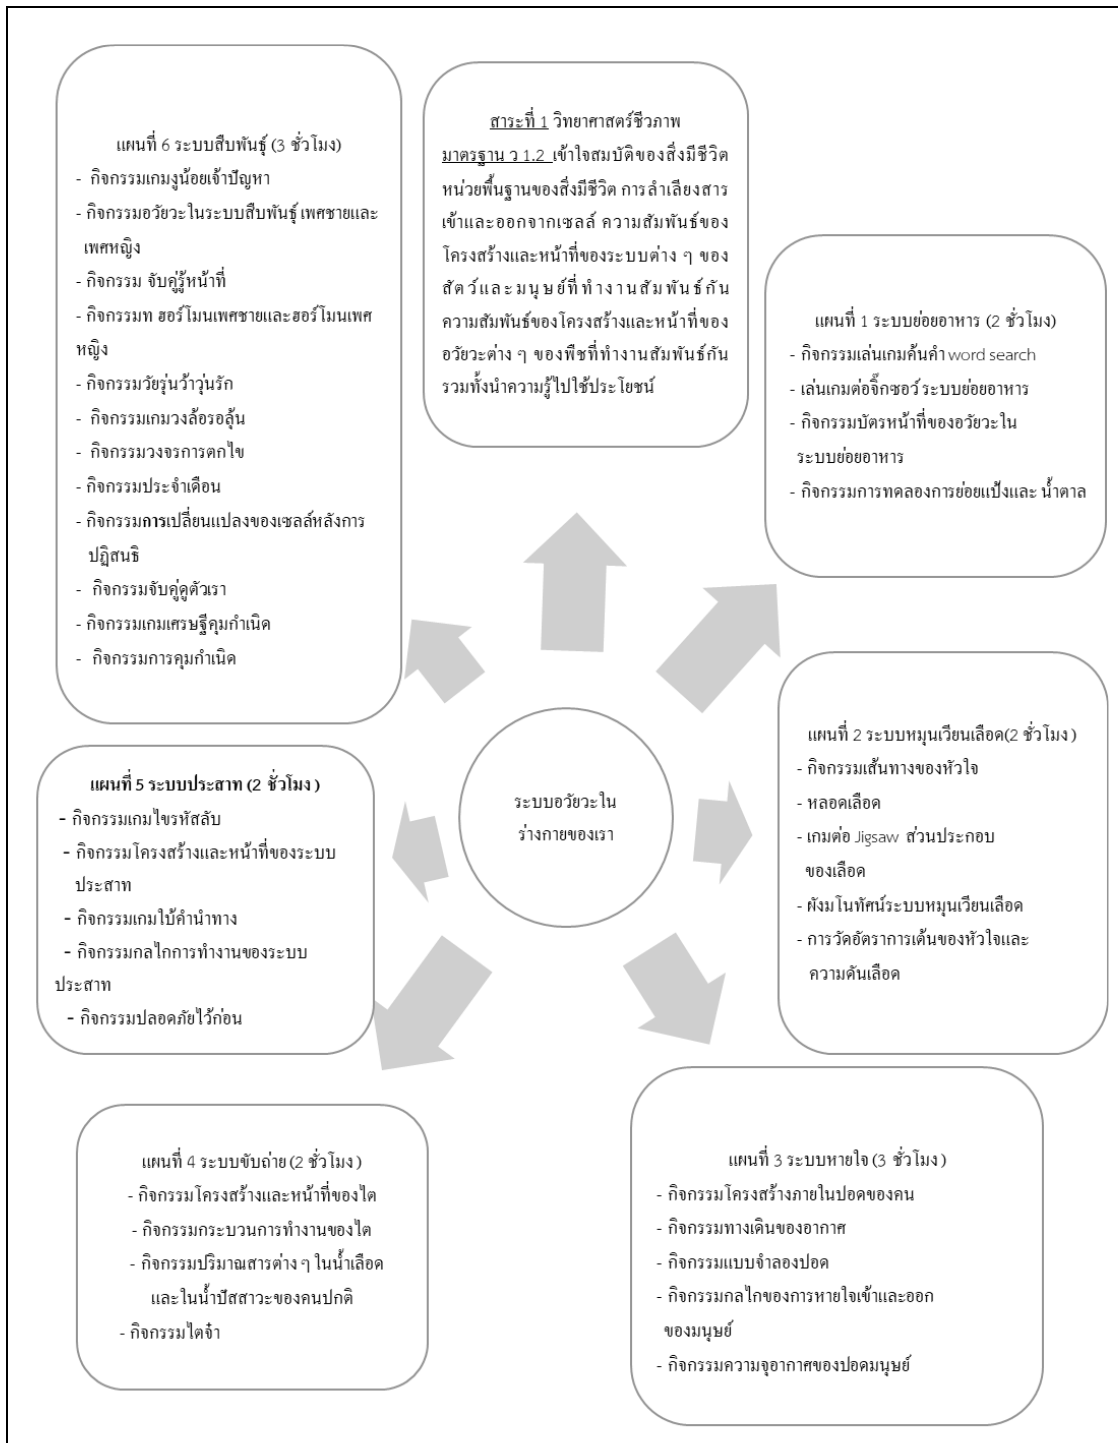 สาระที่ 1 วิทยาศาสตร์ชีวภาพ
มาตรฐาน ว 1.2 เข้าใจสมบัติของสิ่งมีชีวิต
หน่วยพื้นฐานของสิ่งมีชีวิต การลำเลียงสาร
เข้าและออกจากเซลล์ ความสัมพันธ์ของ
โครงสร้างและหน้าที่ของระบบต่าง ๆ ของ
สัตว์และมนุษย์ที่ทำงานสัมพันธ์กัน
ความสัมพันธ์ของโครงสร้างและหน้าที่ของ
อวัยวะต่าง ๆ ของพืชที่ทำงานสัมพันธ์กัน
รวมทั้งนำความรู้ไปใช้ประโยชน์
แผนที่ 1 ระบบย่อยอาหาร (2 ชั่วโมง)
- กิจกรรมเล่นเกมค้นคำ word search
- เล่นเกมต่อจิ๊กซอว์ ระบบย่อยอาหาร
- กิจกรรมบัตรหน้าที่ของอวัยวะใน
ระบบย่อยอาหาร
- กิจกรรมการทดลองการย่อยแป้งและ น้ำตาล
แผนที่ 2 ระบบหมุนเวียนเลือด(2 ชั่วโมง )
- กิจกรรมเส้นทางของหัวใจ
- หลอดเลือด
- เกมต่อ Jigsaw ส่วนประกอบ
ของเลือด
- ผังมโนทัศน์ระบบหมุนเวียนเลือด
- การวัดอัตราการเต้นของหัวใจและ
ความดันเลือด
แผนที่ 3 ระบบหายใจ (3 ชั่วโมง )
- กิจกรรมโครงสร้างภายในปอดของคน
- กิจกรรมทางเดินของอากาศ
- กิจกรรมแบบจำลองปอด
- กิจกรรมกลไกของการหายใจเข้าและออก
ของมนุษย์
- กิจกรรมความจุอากาศของปอดมนุษย์
แผนที่ 4 ระบบขับถ่าย (2 ชั่วโมง )
- กิจกรรมโครงสร้างและหน้าที่ของไต
- กิจกรรมกระบวนการทำงานของไต
- กิจกรรมปริมาณสารต่าง ๆ ในน้ำเลือด
และในน้ำปัสสาวะของคนปกติ
- กิจกรรมไตจ๋า
แผนที่ 5 ระบบประสาท (2 ชั่วโมง )
- กิจกรรมเกมไขรหัสลับ
- กิจกรรมโครงสร้างและหน้าที่ของระบบ
ประสาท
- กิจกรรมเกมใบ้คำนำทาง
- กิจกรรมกลไกการทำงานของระบบ
ประสาท
- กิจกรรมปลอดภัยไว้ก่อน
แผนที่ 6 ระบบสืบพันธุ์ (3 ชั่วโมง)
- กิจกรรมเกมงูน้อยเจ้าปัญหา
- กิจกรรมอวัยวะในระบบสืบพันธุ์ เพศชายและ
เพศหญิง
- กิจกรรม จับคู่รู้หน้าที่
- กิจกรรมท ฮอร์โมนเพศชายและฮอร์โมนเพศ
หญิง
- กิจกรรมวัยรุ่นว้าวุ่นรัก
- กิจกรรมเกมวงล้อรอลุ้น
- กิจกรรมวงจรการตกไข
- กิจกรรมประจำเดือน
- กิจกรรมการเปลี่ยนแปลงของเซลล์หลังการ
ปฏิสนธิ
- กิจกรรมจับคู่ดูตัวเรา
- กิจกรรมเกมเศรษฐีคุมกำเนิด
- กิจกรรมการคุมกำเนิด
ระบบอวัยวะใน
ร่างกายของเรา